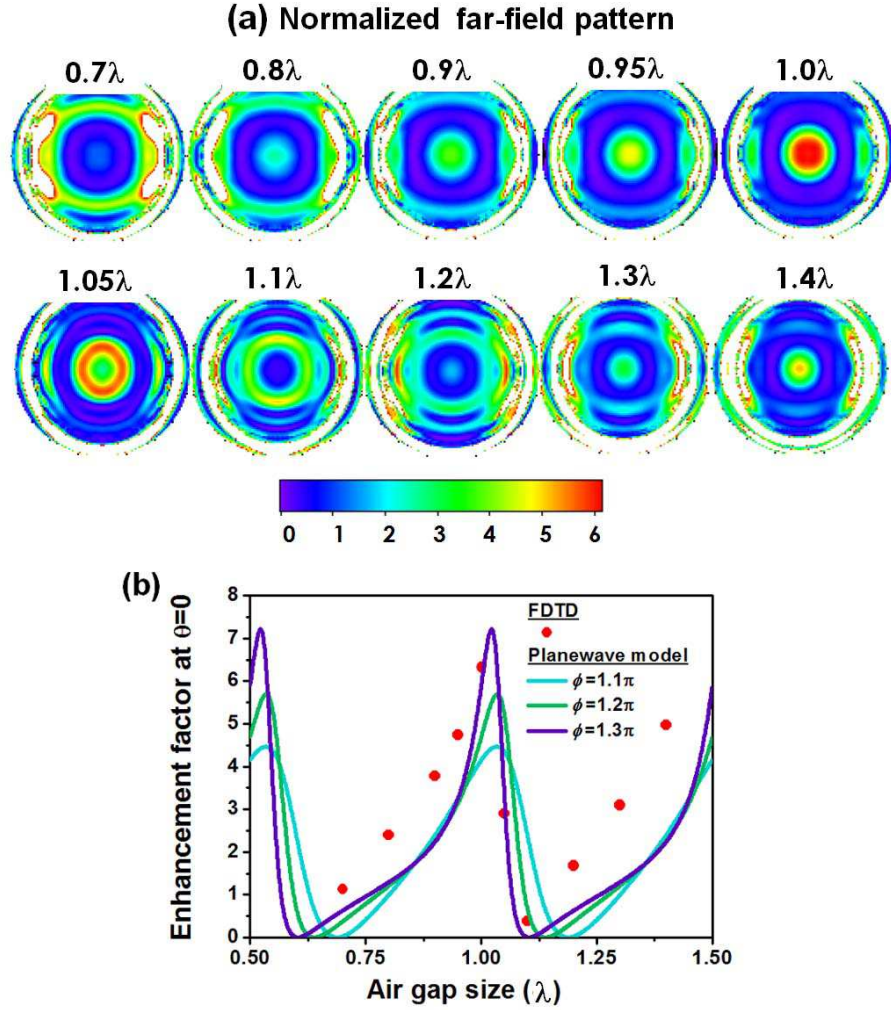 (a) Normalized far-field pattern
0.7λ 0.8λ 0.9λ 0.95λ 1.0λ
1.05λ 1.1λ 1.2λ 1.3λ 1.4λ
0 1 2 3 4 5 6
(b)
Enhancement factor at θ=0
8
7
6
5
4
3
2
1
0
FDTD
Planewave model
ϕ=1.1π
ϕ=1.2π
ϕ=1.3π
0.50 0.75 1.00 1.25 1.50
Air gap size (λ)